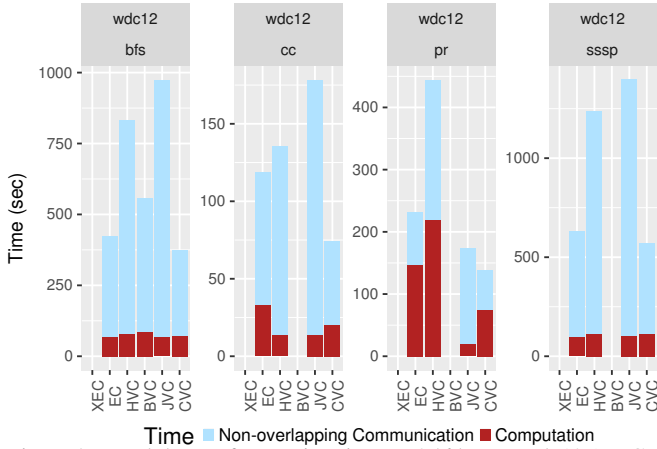 wdc12 wdc12 wdc12 wdc12
bfs cc pr sssp
Time (sec)
1000
750
500
250
0
150
100
50
0
400
300
200
100
0
1000
500
0
XEC EC HVC BVC JVC CVC
XEC EC HVC BVC JVC CVC
XEC EC HVC BVC JVC CVC
XEC EC HVC BVC JVC CVC
Time Non-overlapping Communication Computation